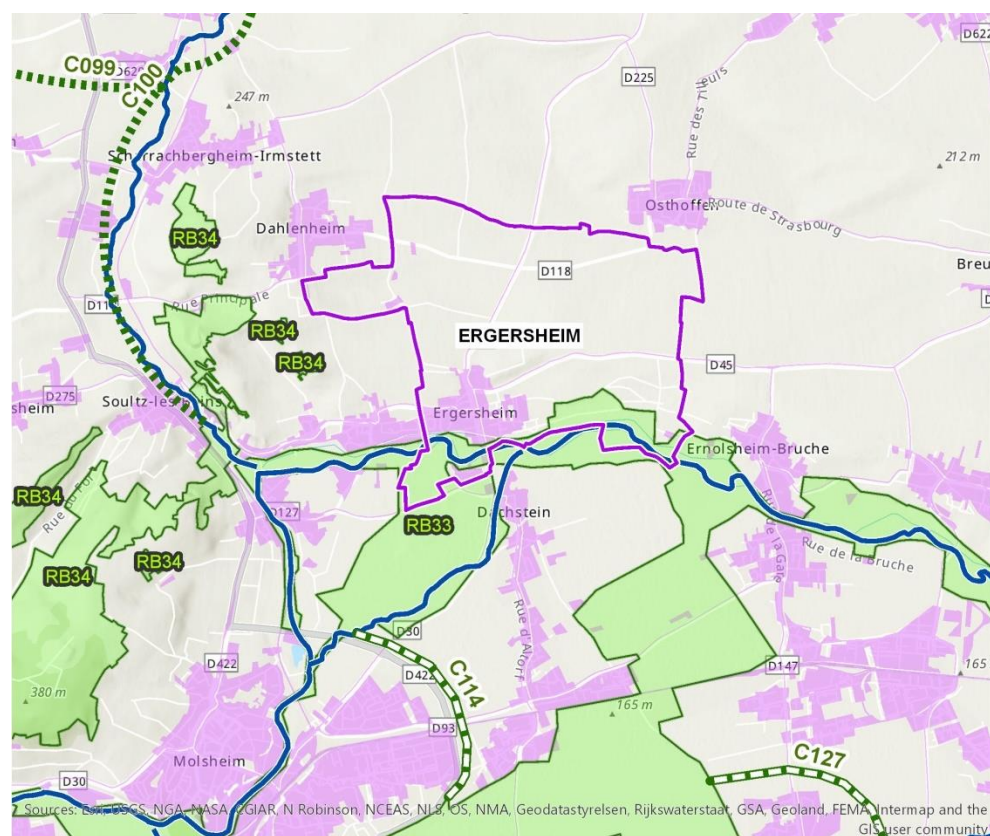 C099
D62
C100
247 m
D225
Rue des Tilleuls
D622
212 m
Scharrachbergheim-Irmstett
Osthoffen
Route de Strasbourg
Dahlenheim
RB34
D118
Breu
Rue Principale
D11
RB34
ERGERSHEIM
RB34
D45
D275
sheim
Soultz-les-Bains
Ergersheim
Ernolsheim-Bruche
RB34
Rue du Fort
D127
RB33
Dachstein
Rue de la Gare
Rue de la Bruche
RB34
RB34
Rue d'Altorf
D30
D422
D422
C114
D147
165
380 m
165 m
D93
Molsheim
C127
D30
Sources: Esri, USGS, NGA, NASA, CGIAR, N Robinson, NCEAS, NLS, OS, NMA, Geodatastyrelsen, Rijkswaterstaat, GSA, Geoland, FEMA, Intermap and the
GIS user community